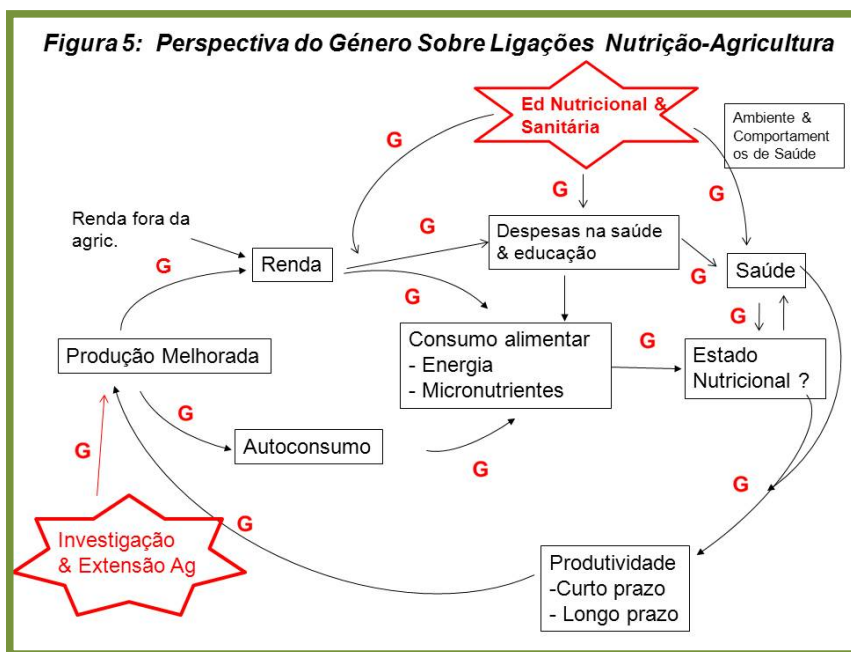 Figura 5: Perspectiva do Género Sobre Ligações Nutrição-Agricultura
Ed Nutricional &
Sanitária
Ambiente &
Comportament
os de Saúde
G
G
G
Renda fora da
agric.
G
Despesas na saúde
& educação
G
Renda
G
Saúde
G
G
Produção Melhorada
Consumo alimentar
- Energia
- Micronutrientes
G
Estado
Nutricional ?
G
G
Autoconsumo
G
G
G
Investigação
& Extensão Ag
Produtividade
-Curto prazo
- Longo prazo